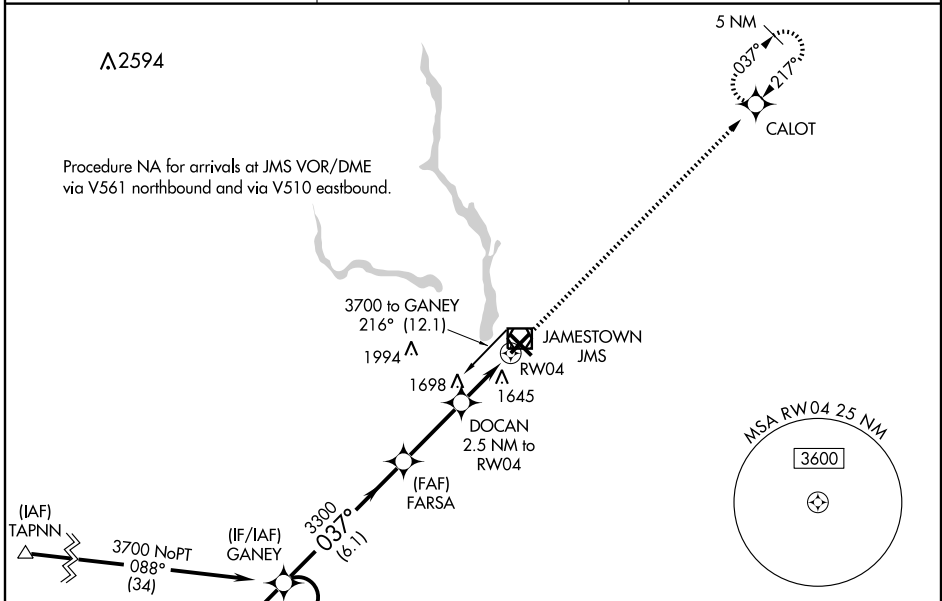 5 NM
2594
037°
217°
CALOT
Procedure NA for arrivals at JMS VOR/DME
via V561 northbound and via V510 eastbound.
3700 to GANEY
216° (12.1)
JAMESTOWN
JMS
1994
RW04
1698
1645
DOCAN
2.5 NM to
RW04
MSA RW04 25 NM
3600
(FAF)
FARSA
(IAF)
TAPNN
3700 NoPT
088°
(34)
(IF/IAF)
GANEY
3300
037°
(6.1)